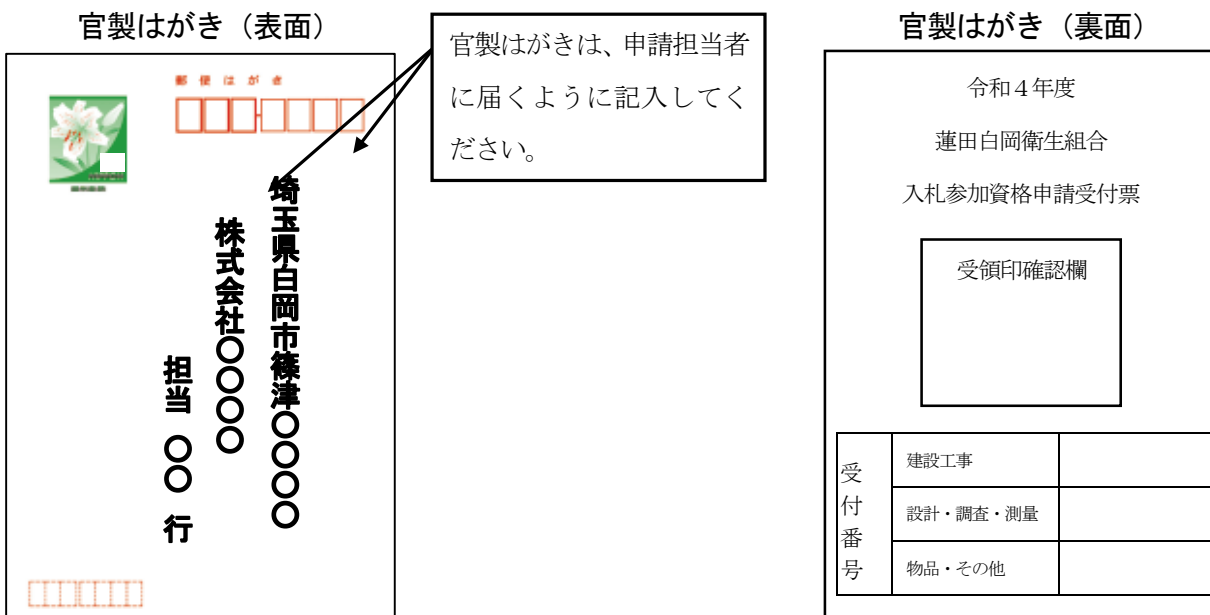 官製はがき（表面）
郵便はがき
埼玉県白岡市篠津〇〇〇〇
株式会社〇〇〇〇
担当 〇〇 行
官製はがきは、申請担当者
に届くように記入してく
ださい。
官製はがき（裏面）
令和４年度
蓮田白岡衛生組合
入札参加資格申請受付票
受領印確認欄
受付番号
建設工事
設計・調査・測量
物品・その他